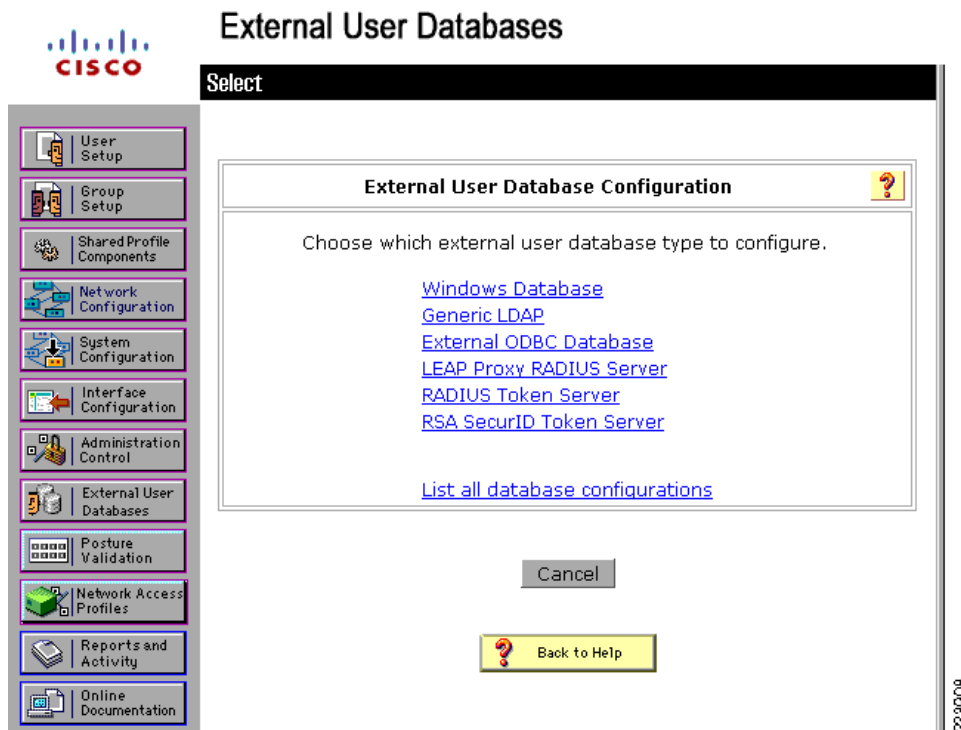 External User Databases
CISCO
Select
User
Setup
Group
Setup
Shared Profile
Components
Network
Configuration
System
Configuration
Interface
Configuration
Administration
Control
External User
Databases
Posture
Validation
Network Access
Profiles
Reports and
Activity
Online
Documentation
External User Database Configuration
?
Choose which external user database type to configure.
Windows Database
Generic LDAP
External ODBC Database
LEAP Proxy RADIUS Server
RADIUS Token Server
RSA SecurID Token Server
List all database configurations
Cancel
? Back to Help